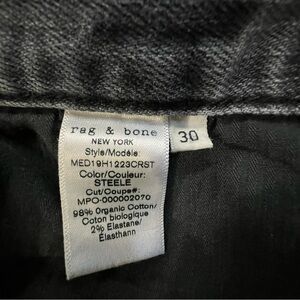 rag & bone
NEW YORK
30
Style/Modèle:
MED19H1223CRST
Color/Couleur:
STEELE
Cut/Coupe#:
MPO-000002070
98% Organic Cotton/
Coton biologique
2% Elastane/
Élasthann